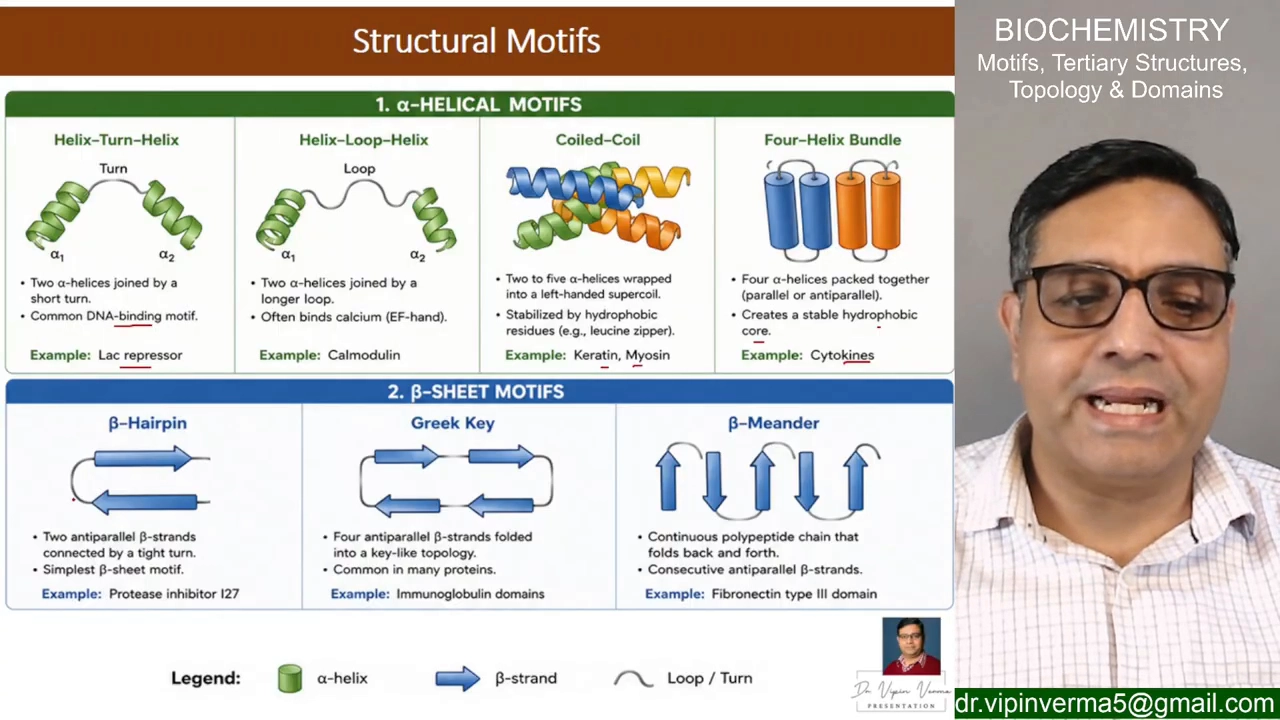 Structural Motifs
BIOCHEMISTRY
Motifs, Tertiary Structures,
Topology & Domains
1. α-HELICAL MOTIFS
Helix–Turn–Helix
Turn
α1
α2
• Two α-helices joined by a
short turn.
• Common DNA-binding motif.
Example: Lac repressor
Helix–Loop–Helix
Loop
α1
α2
• Two α-helices joined by a
longer loop.
• Often binds calcium (EF-hand).
Example: Calmodulin
Coiled–Coil
• Two to five α-helices wrapped
into a left-handed supercoil.
• Stabilized by hydrophobic
residues (e.g., leucine zipper).
Example: Keratin, Myosin
Four–Helix Bundle
• Four α-helices packed together
(parallel or antiparallel).
• Creates a stable hydrophobic
core.
Example: Cytokines
2. β-SHEET MOTIFS
β-Hairpin
• Two antiparallel β-strands
connected by a tight turn.
• Simplest β-sheet motif.
Example: Protease inhibitor I27
Greek Key
• Four antiparallel β-strands folded
into a key-like topology.
• Common in many proteins.
Example: Immunoglobulin domains
β-Meander
• Continuous polypeptide chain that
folds back and forth.
• Consecutive antiparallel β-strands.
Example: Fibronectin type III domain
Legend:
α-helix
β-strand
Loop / Turn
Dr. Vipin Verma
PRESENTATION
dr.vipinverma5@gmail.com